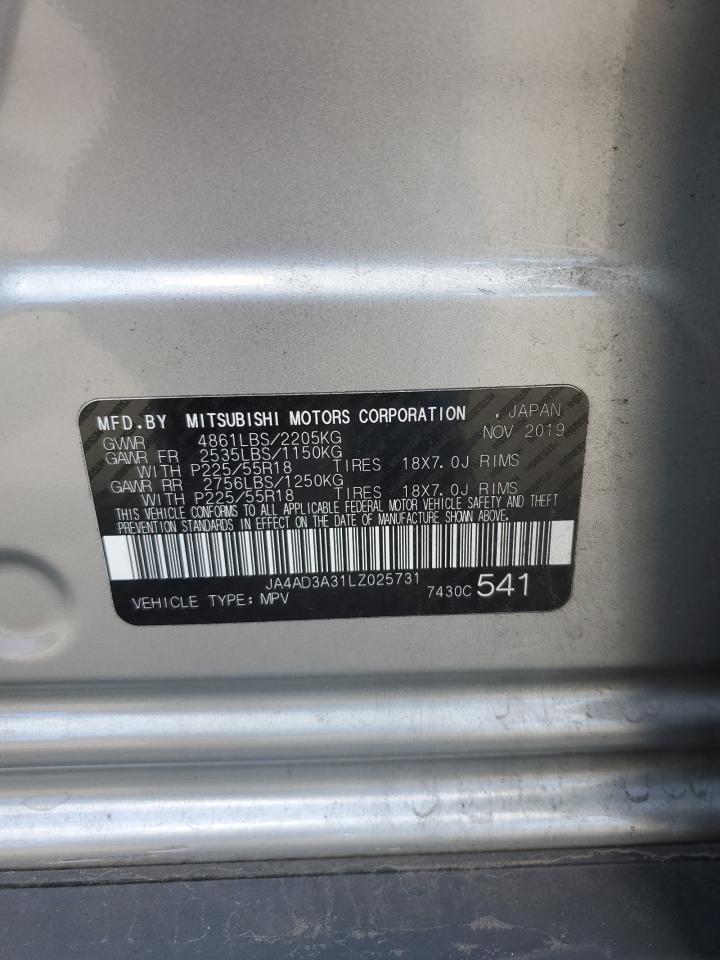 MFD.BY MITSUBISHI MOTORS CORPORATION , JAPAN
GVWR 4861LBS/2205KG NOV 2019
GAWR FR 2535LBS/1150KG
WITH P225/55R18 TIRES 18X7.0J RIMS
GAWR RR 2756LBS/1250KG
WITH P225/55R18 TIRES 18X7.0J RIMS
THIS VEHICLE CONFORMS TO ALL APPLICABLE FEDERAL MOTOR VEHICLE SAFETY AND THEFT
PREVENTION STANDARDS IN EFFECT ON THE DATE OF MANUFACTURE SHOWN ABOVE.
JA4AD3A31LZ025731
VEHICLE TYPE: MPV 7430C 541